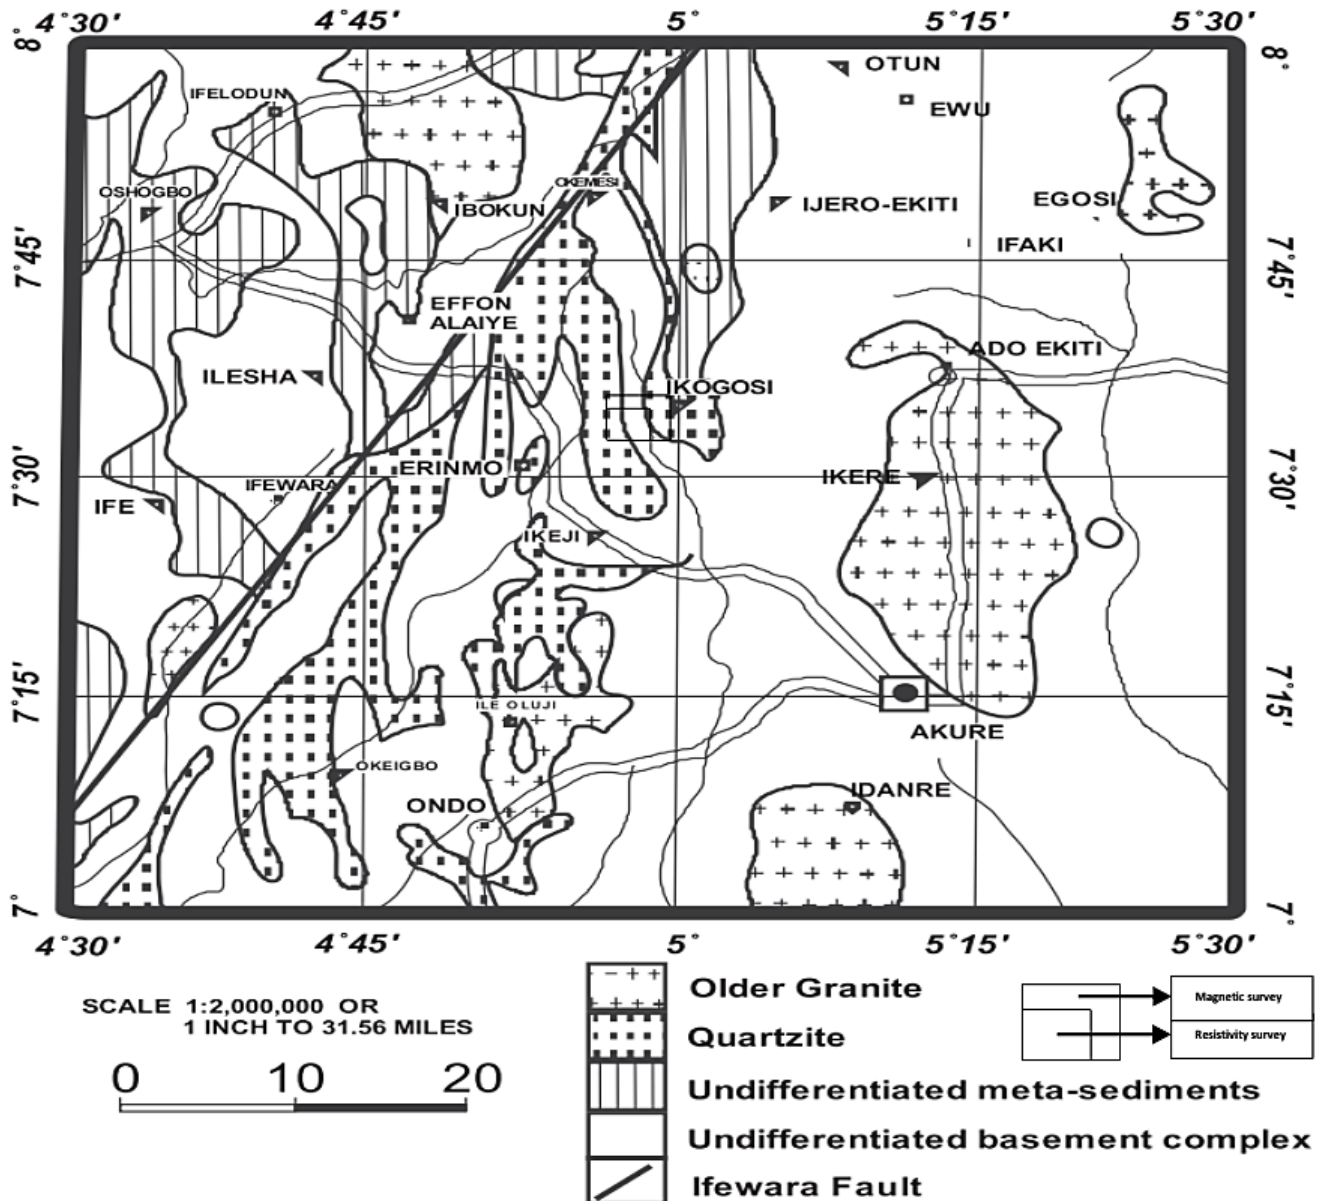 4°30' 4°45' 5° 5°15' 5°30'
8° 8°
OTUN
IFELODUN
EWU
OKEMESI
OSHOGBO
EGOSI
IBOKUN
IJERO-EKITI
IFAKI
7°45' 7°45'
EFFON
ALAIYE
ADO EKITI
ILESHA
IKOGOSI
ERINMO
IKERE
7°30' 7°30'
IFEWARA
IFE
IKEJI
7°15' 7°15'
ILE OLUJI
AKURE
OKEIGBO
IDANRE
ONDO
7° 7°
4°30' 4°45' 5° 5°15' 5°30'
SCALE 1:2,000,000 OR
1 INCH TO 31.56 MILES
0 10 20
Older Granite
Quartzite
Undifferentiated meta-sediments
Undifferentiated basement complex
Ifewara Fault
Magnetic survey
Resistivity survey